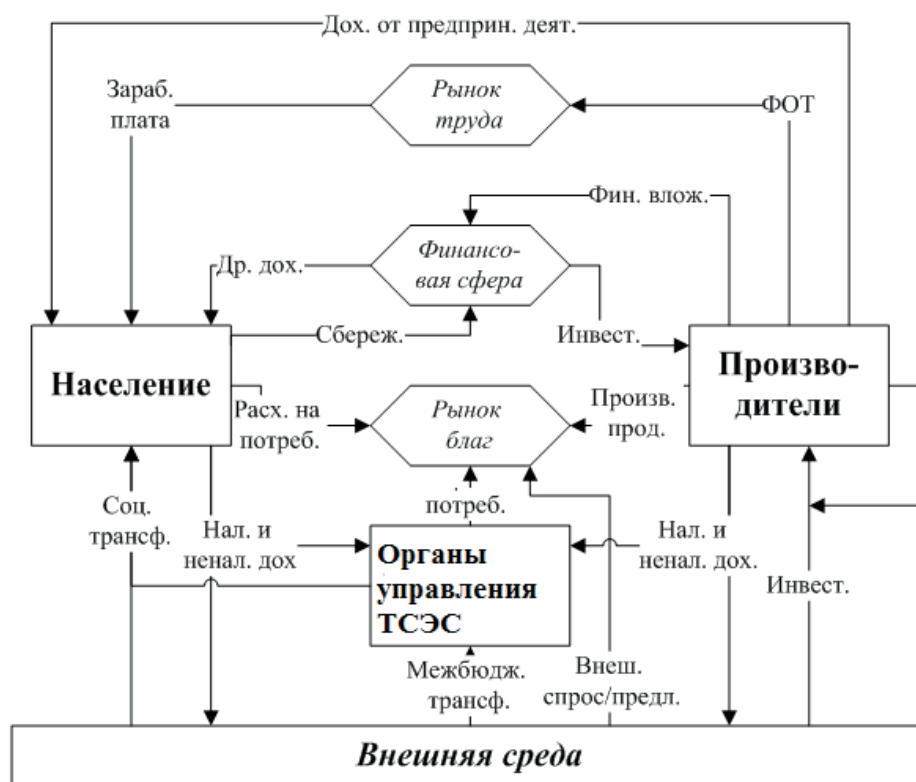 Дох. от предприн. деят.
Зараб.
плата
Рынок
труда
ФОТ
Фин. влож.
Др. дох.
Финансо-
вая сфера
Сбереж.
Инвест.
Население
Произво-
дители
Расх. на
потреб.
Рынок
благ
Произв.
прод.
Соц.
трансф.
потреб.
Нал. и
ненал. дох
Органы
управления
ТСЭС
Нал. и
ненал. дох.
Инвест.
Межбюдж.
трансф.
Внеш.
спрос/предл.
Внешняя среда